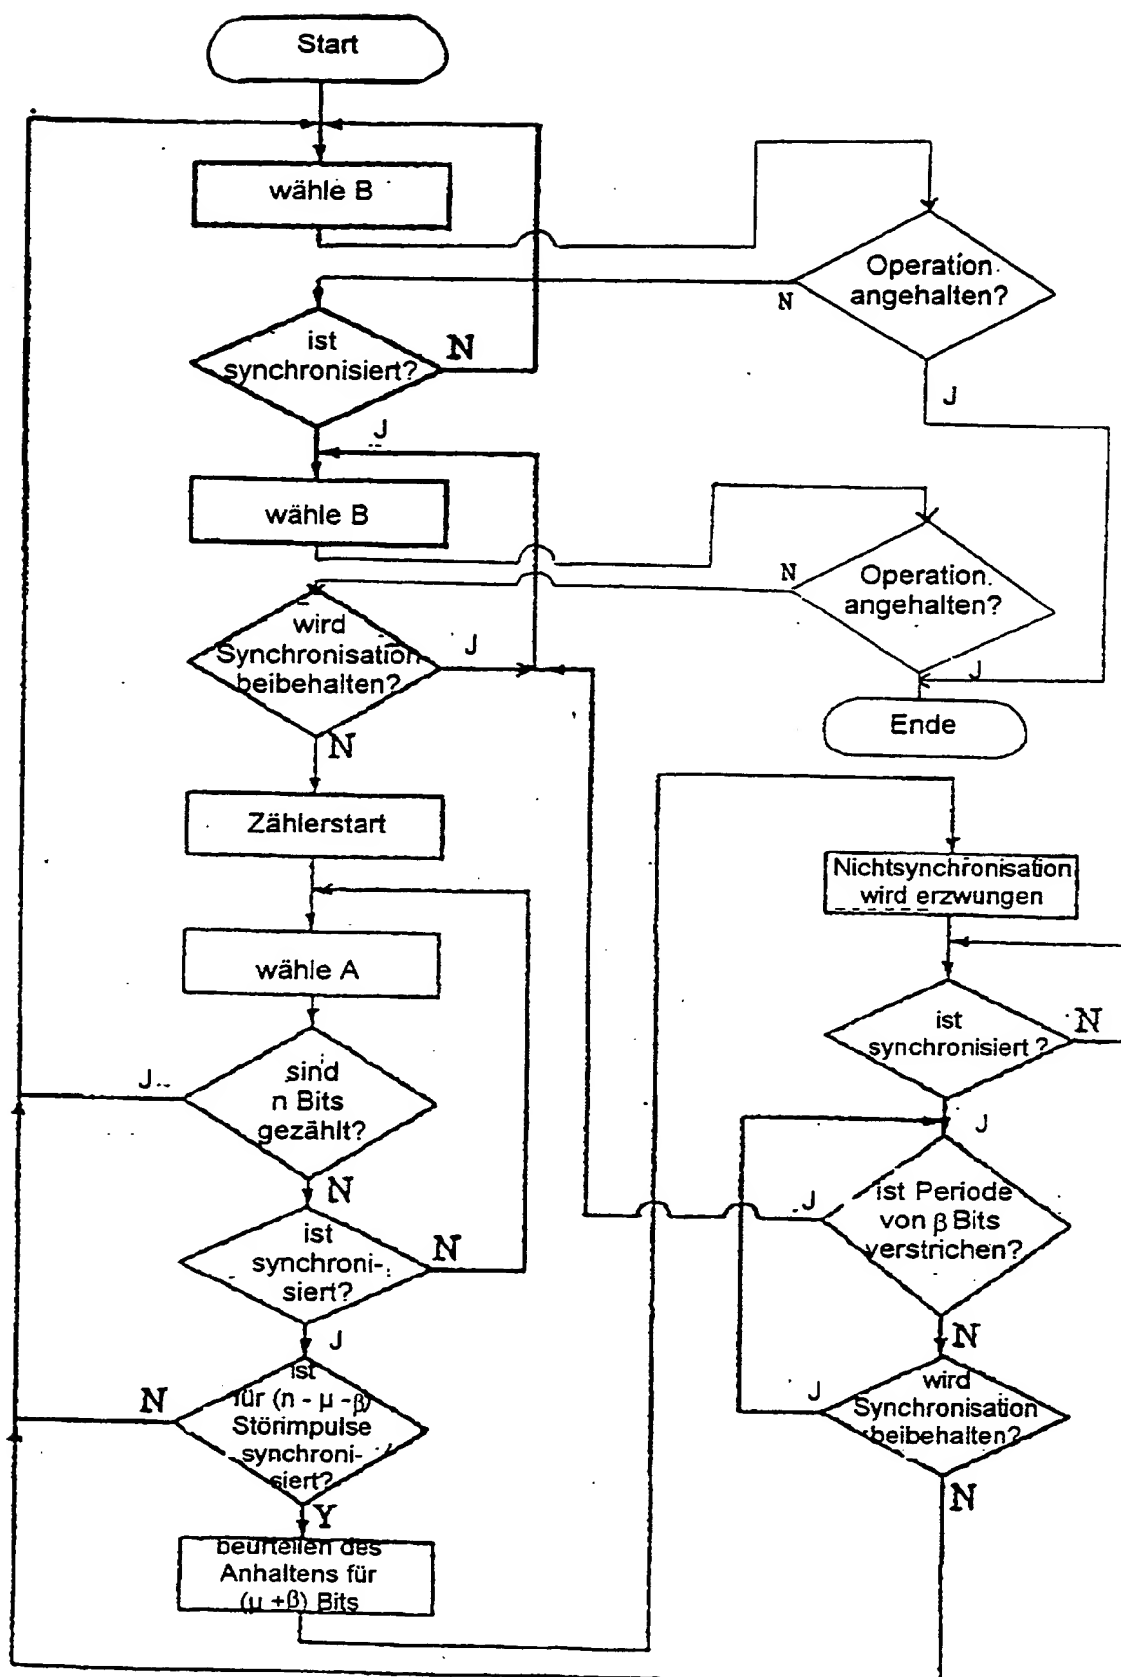 Start
wähle B
Operation
angehalten?
N
J
ist
synchronisiert?
N
J
wähle B
Operation
angehalten?
N
J
wird
Synchronisation
beibehalten?
J
N
Ende
Zählerstart
Nichtsynchronisation
wird erzwungen
wähle A
ist
synchronisiert ?
N
J
sind
n Bits
gezählt?
J
N
ist Periode
von β Bits
verstrichen?
J
N
ist
synchroni-
siert?
N
J
wird
Synchronisation
beibehalten?
J
N
ist
für (n - μ - β)
Störimpulse
synchroni-
siert?
N
Y
beurteilen des
Anhaltens für
(μ + β) Bits